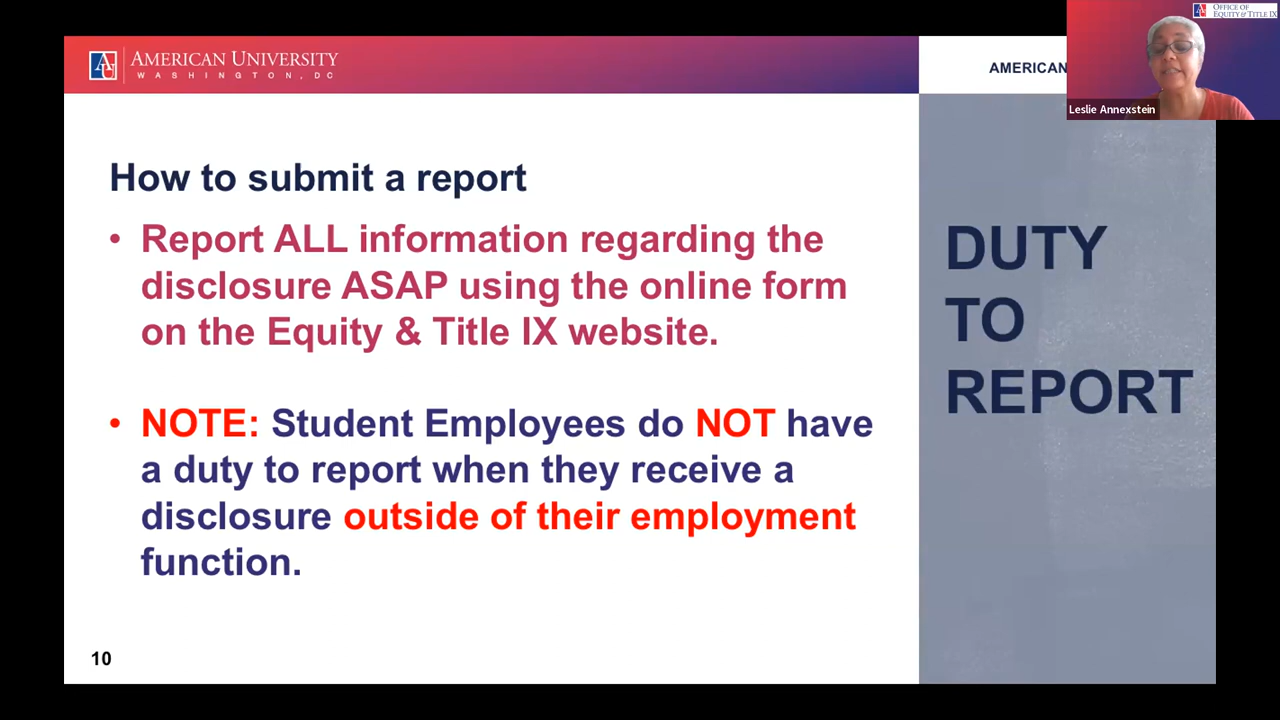 AMERICAN UNIVERSITY
WASHINGTON, DC
AMERICAN
OFFICE OF
EQUITY & TITLE IX
Leslie Annexstein
How to submit a report
• Report ALL information regarding the
disclosure ASAP using the online form
on the Equity & Title IX website.
• NOTE: Student Employees do NOT have
a duty to report when they receive a
disclosure outside of their employment
function.
DUTY
TO
REPORT
10